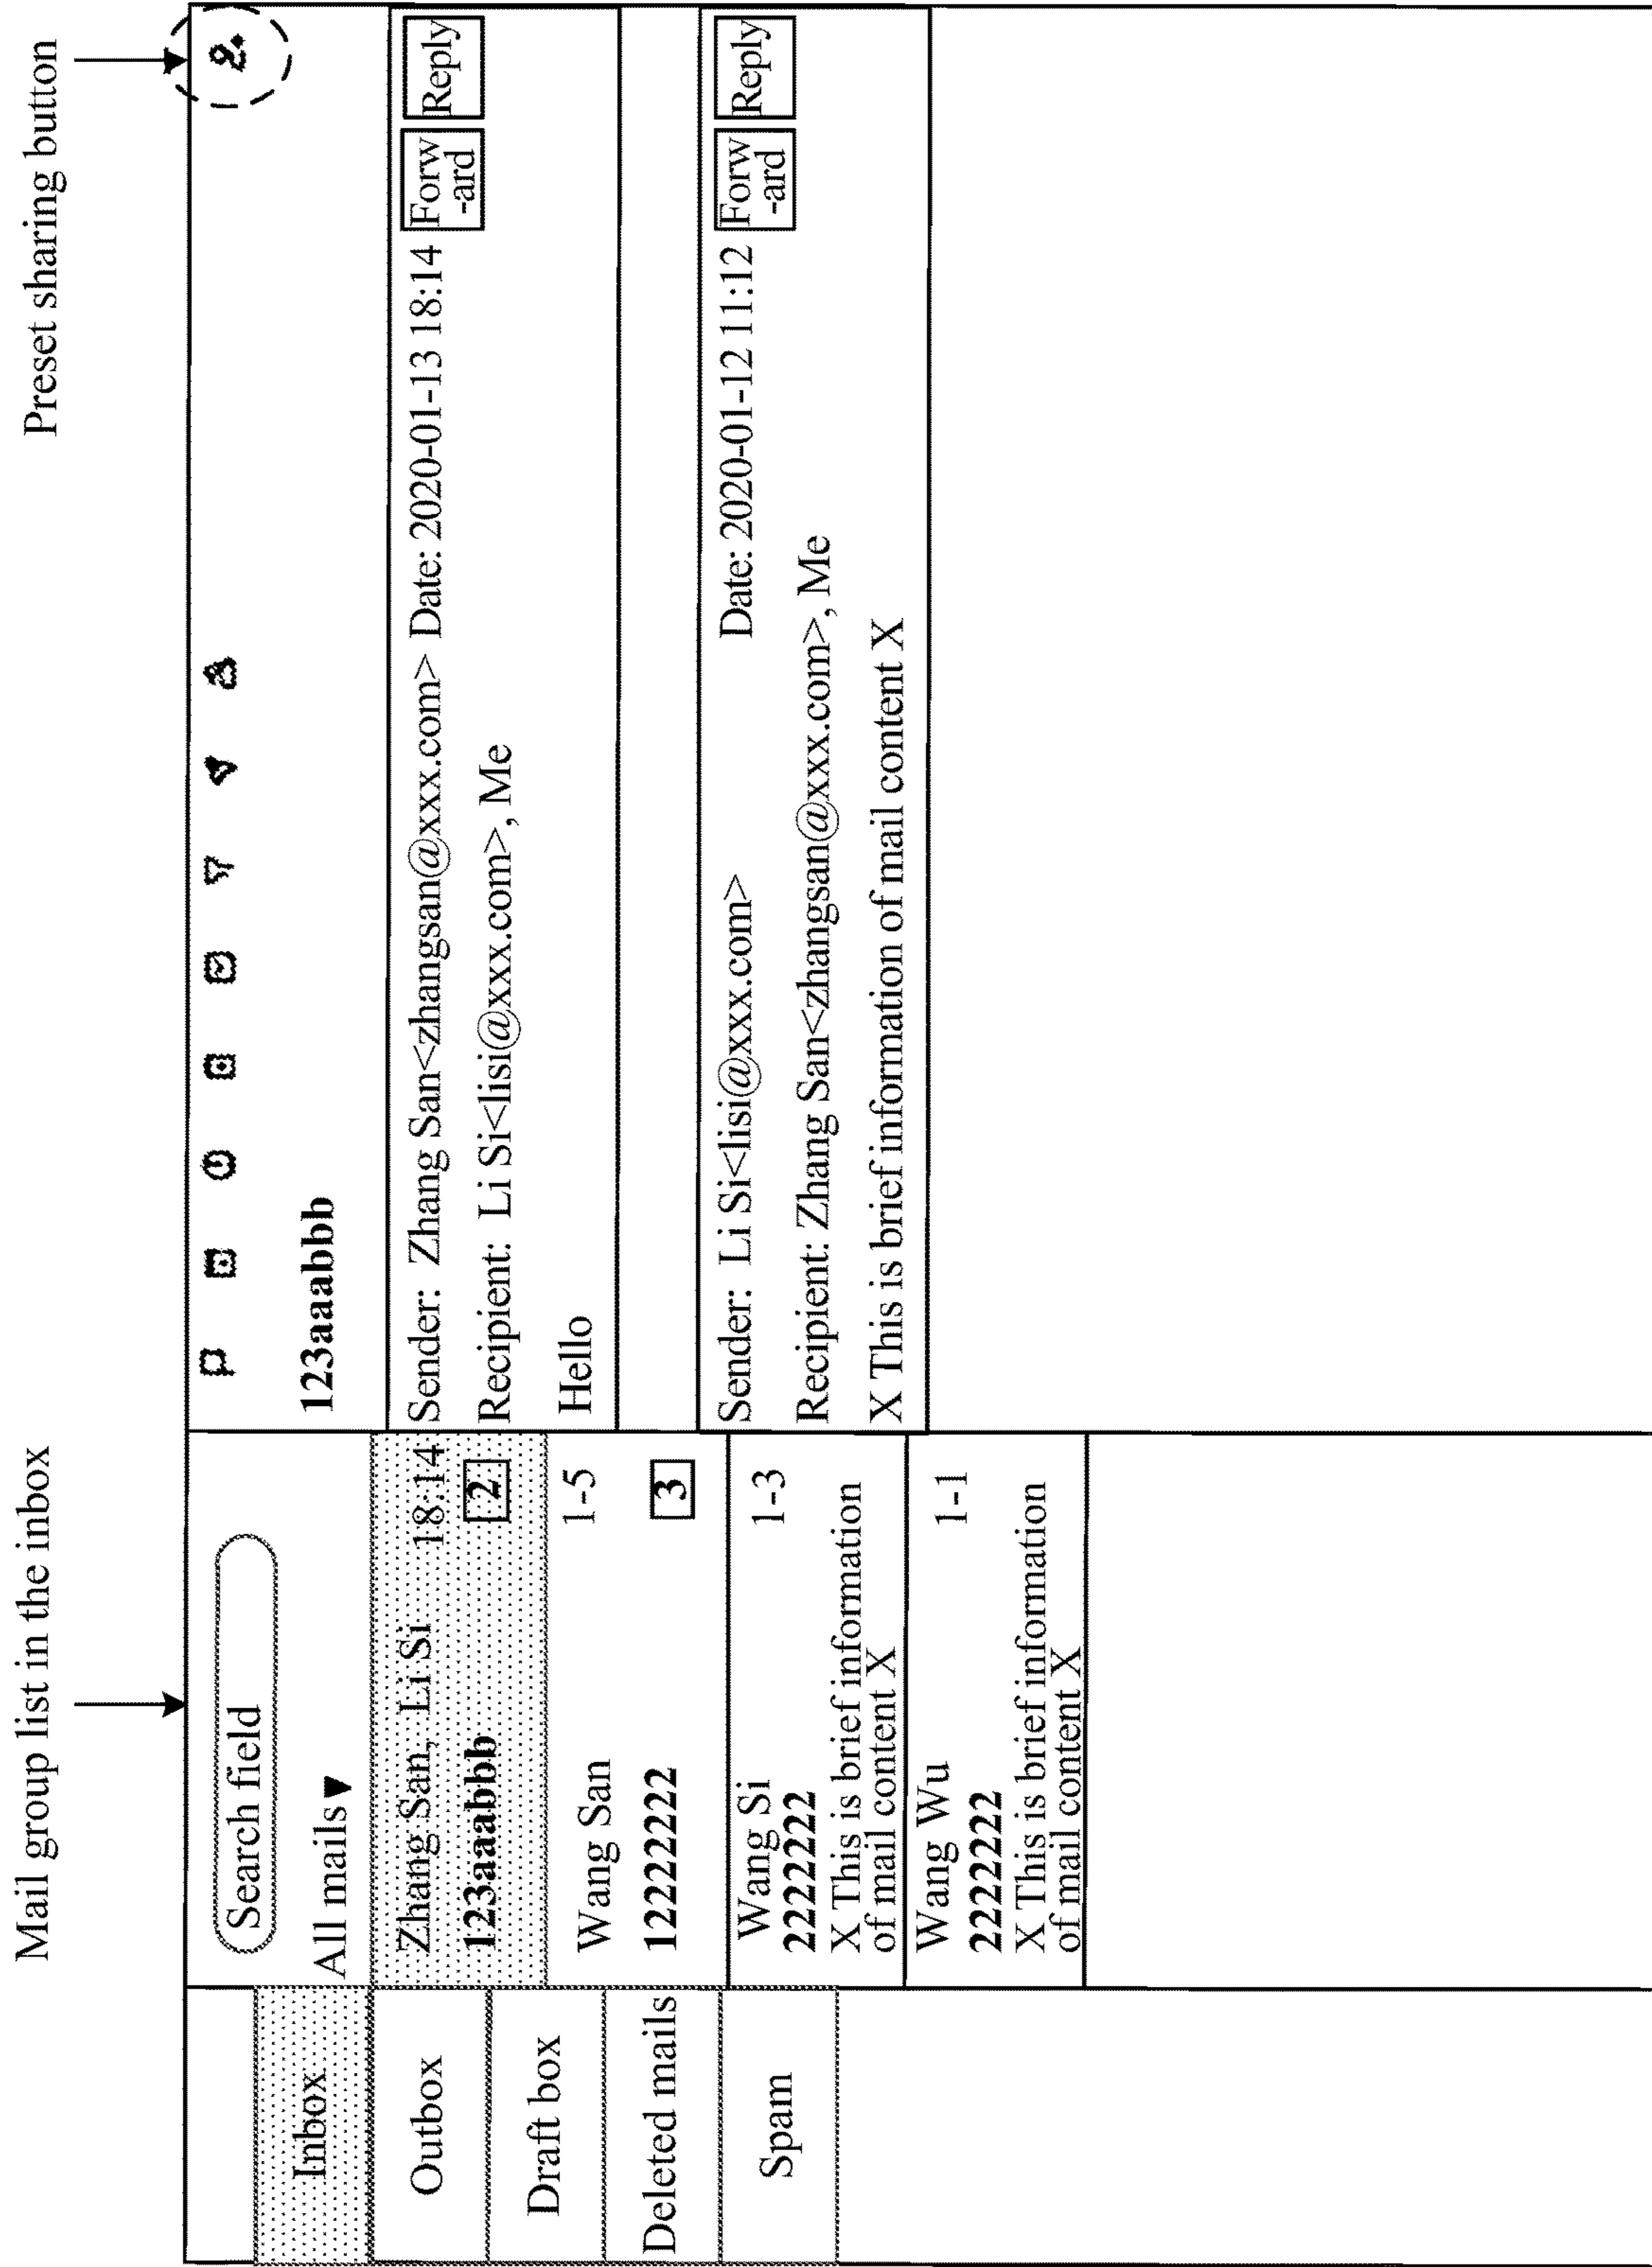 Mail group list in the inbox
Preset sharing button
Inbox
Outbox
Draft box
Deleted mails
Spam
Search field
All mails▼
Zhang San, Li Si 18:14
123aaabbb 2
Wang San 1-5
12222222 3
Wang Si 1-3
2222222
X This is brief information
of mail content X
Wang Wu 1-1
2222222
X This is brief information
of mail content X
123aaabbb
Sender: Zhang San<zhangsan@xxx.com> Date: 2020-01-13 18:14 Forw
-ard Reply
Recipient: Li Si<lisi@xxx.com>, Me
Hello
Sender: Li Si<lisi@xxx.com> Date: 2020-01-12 11:12 Forw
-ard Reply
Recipient: Zhang San<zhangsan@xxx.com>, Me
X This is brief information of mail content X